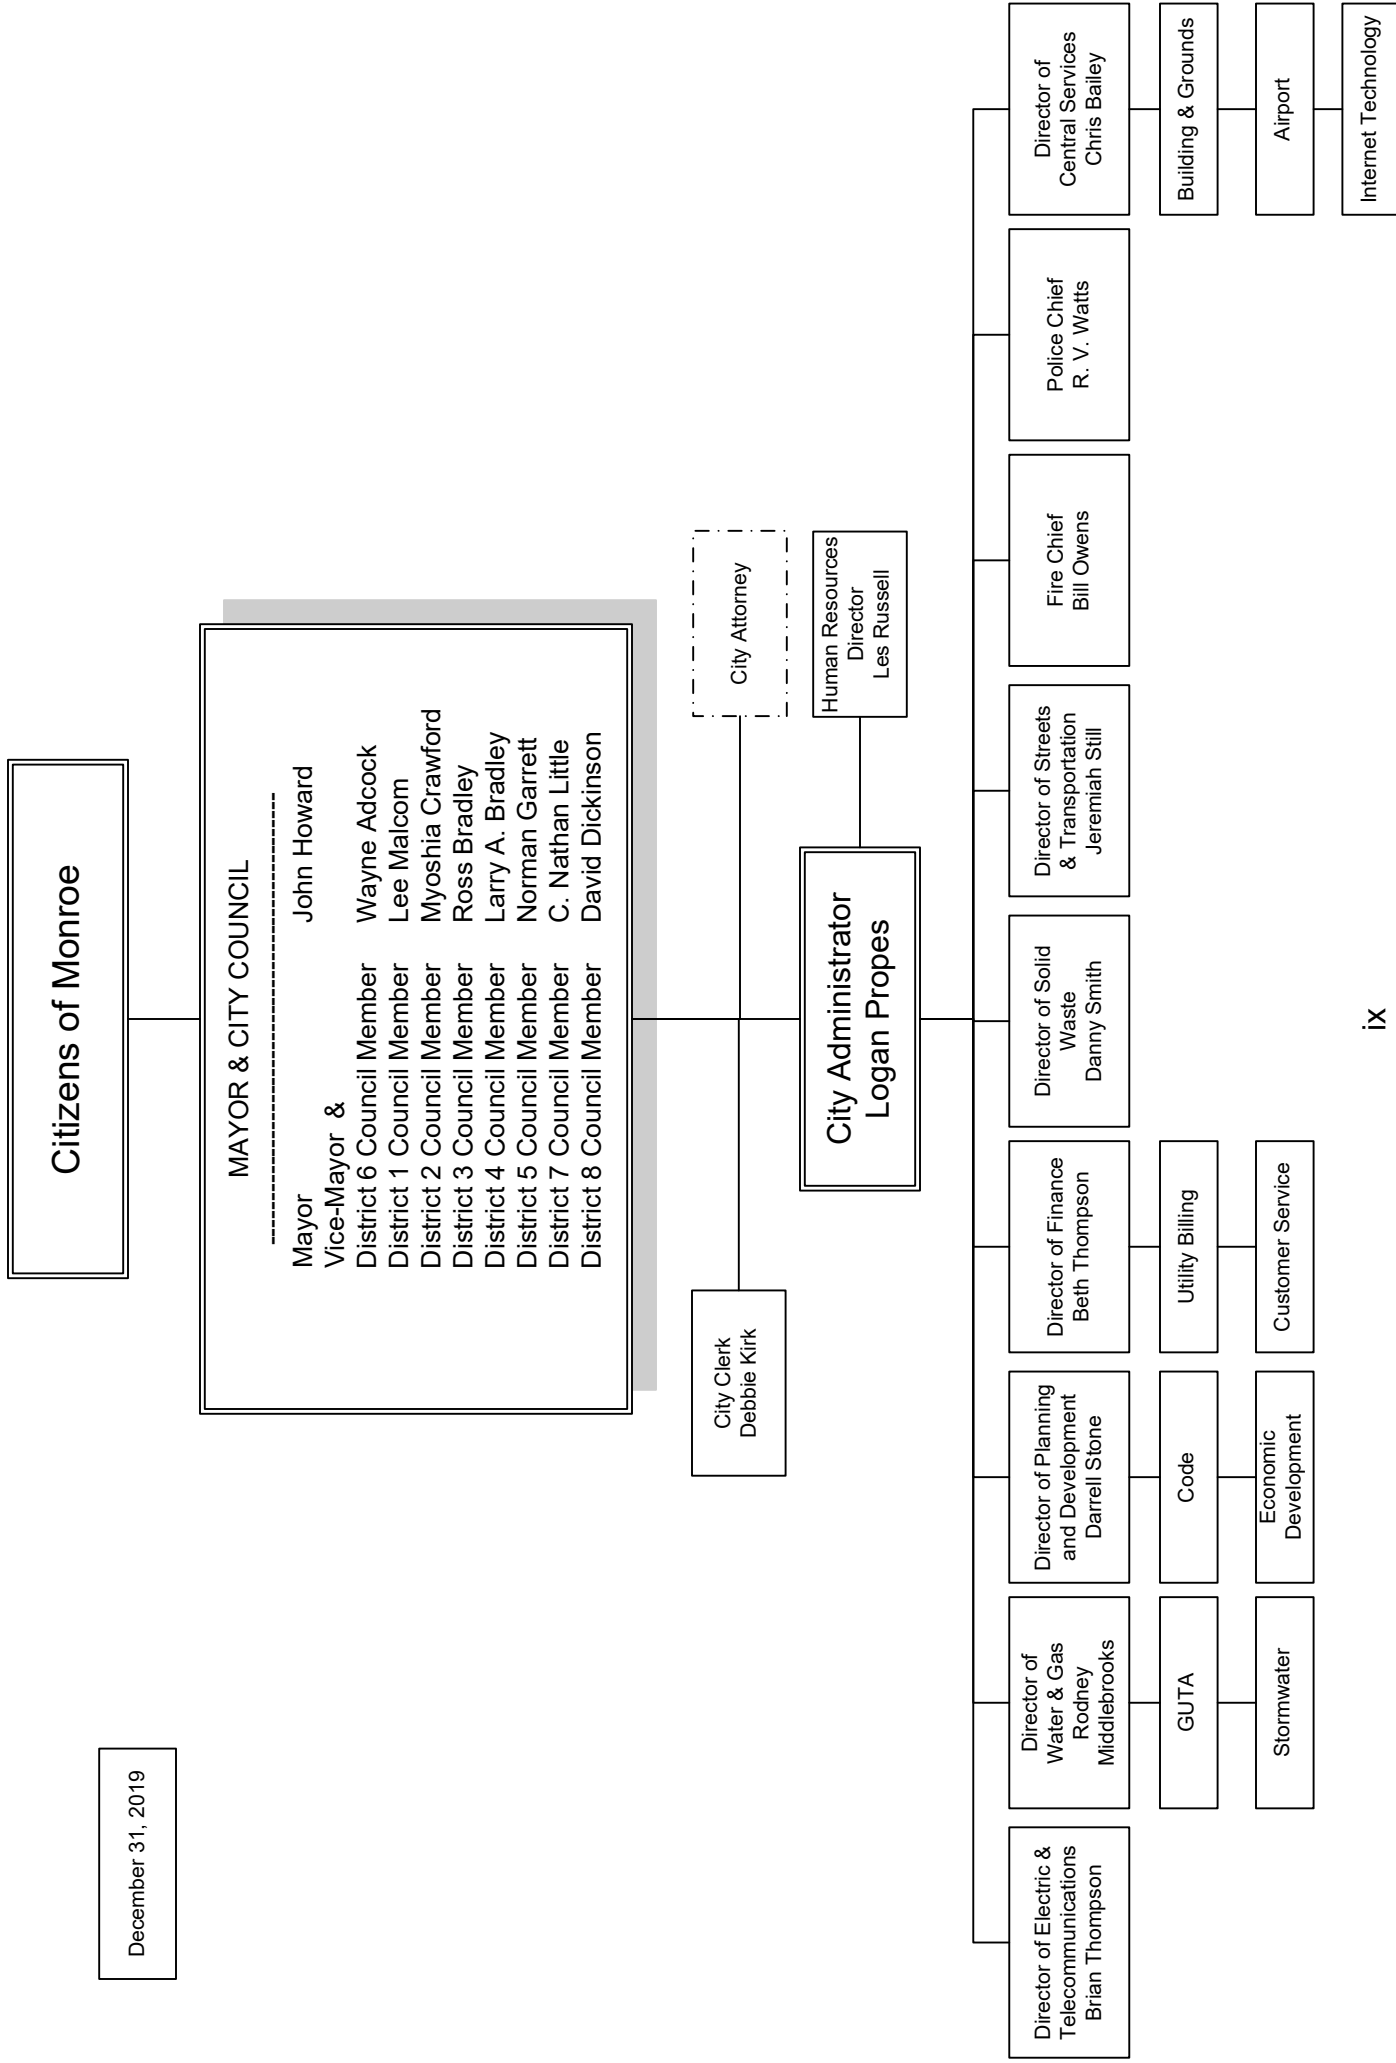 December 31, 2019
Citizens of Monroe
MAYOR & CITY COUNCIL
----------------------------------------------------------
Mayor John Howard
Vice-Mayor &
District 6 Council Member Wayne Adcock
District 1 Council Member Lee Malcom
District 2 Council Member Myoshia Crawford
District 3 Council Member Ross Bradley
District 4 Council Member Larry A. Bradley
District 5 Council Member Norman Garrett
District 7 Council Member C. Nathan Little
District 8 Council Member David Dickinson
City Clerk
Debbie Kirk
City Attorney
City Administrator
Logan Propes
Human Resources
Director
Les Russell
Director of Electric &
Telecommunications
Brian Thompson
Director of
Water & Gas
Rodney
Middlebrooks
GUTA
Stormwater
Director of Planning
and Development
Darrell Stone
Code
Economic
Development
Director of Finance
Beth Thompson
Utility Billing
Customer Service
Director of Solid
Waste
Danny Smith
Director of Streets
& Transportation
Jeremiah Still
Fire Chief
Bill Owens
Police Chief
R. V. Watts
Director of
Central Services
Chris Bailey
Building & Grounds
Airport
Internet Technology
ix